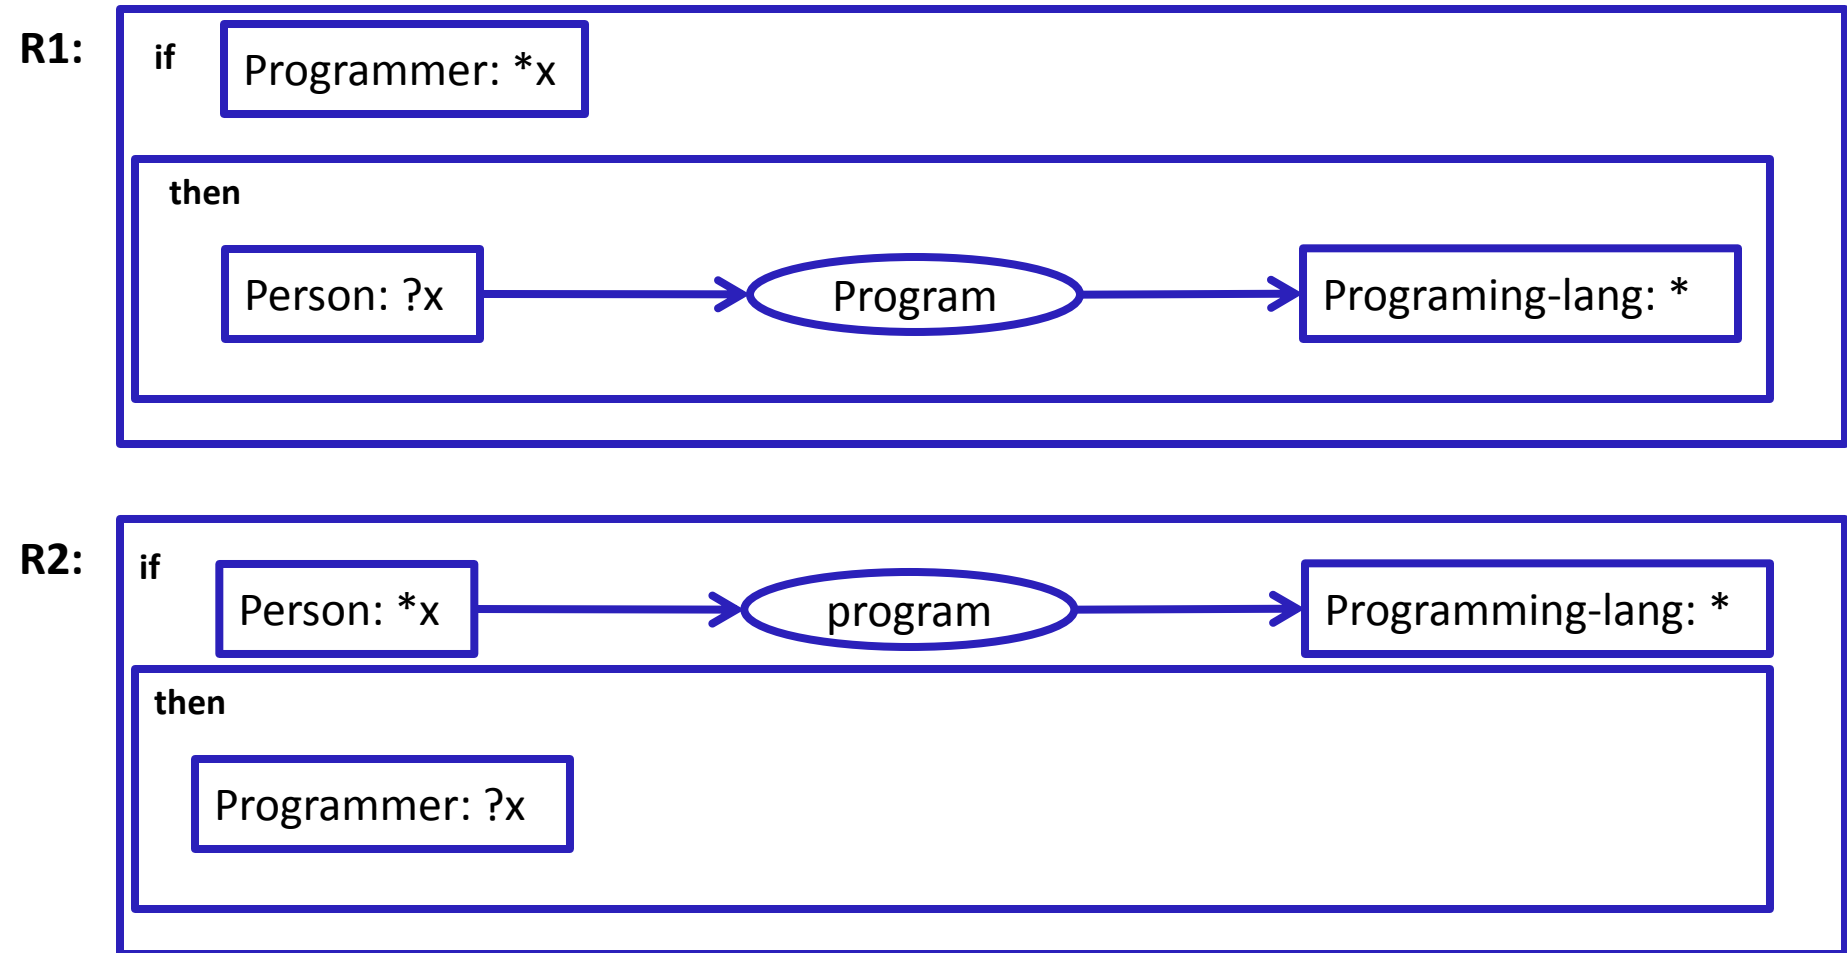 R1:
if
Programmer: *x
then
Person: ?x
Program
Programing-lang: *
R2:
if
Person: *x
program
Programming-lang: *
then
Programmer: ?x